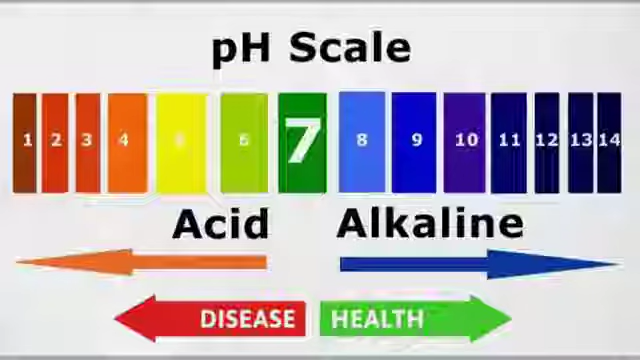 pH Scale
1 2 3 4 5 6 7 8 9 10 11 12 13 14
Acid Alkaline
DISEASE HEALTH